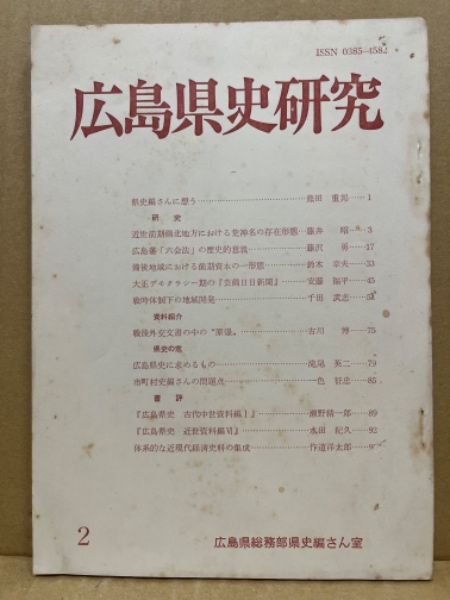 ISSN 0385-4582
広島県史研究
県史編さんに想う………………………………後田 重邦……1
研究
近世前期備北地方における荒神名の存在形態…藤井 昭…3
広島藩「六会法」の歴史的意義……………藤沢 勇…17
備後地域における前期資本の一形態…………鈴木 幸夫…33
大正デモクラシー期の『芸備日日新聞』………安藤 福平…45
戦時体制下の地域開発………………………千田 武志…58
資料紹介
戦後外交文書の中の“原爆。……………………古川 博……75
県史の窓
広島県史に求めるもの…………………………滝尾 英二……79
市町村史編さんの問題点………………………一色 征忠……85
書評
『広島県史 古代中世資料編Ⅰ』………………瀬野精一郎…89
『広島県史 近世資料編Ⅵ』……………………水田 紀久…92
体系的な近現代経済史料の集成………………作道洋太郎…9
2
広島県総務部県史編さん室